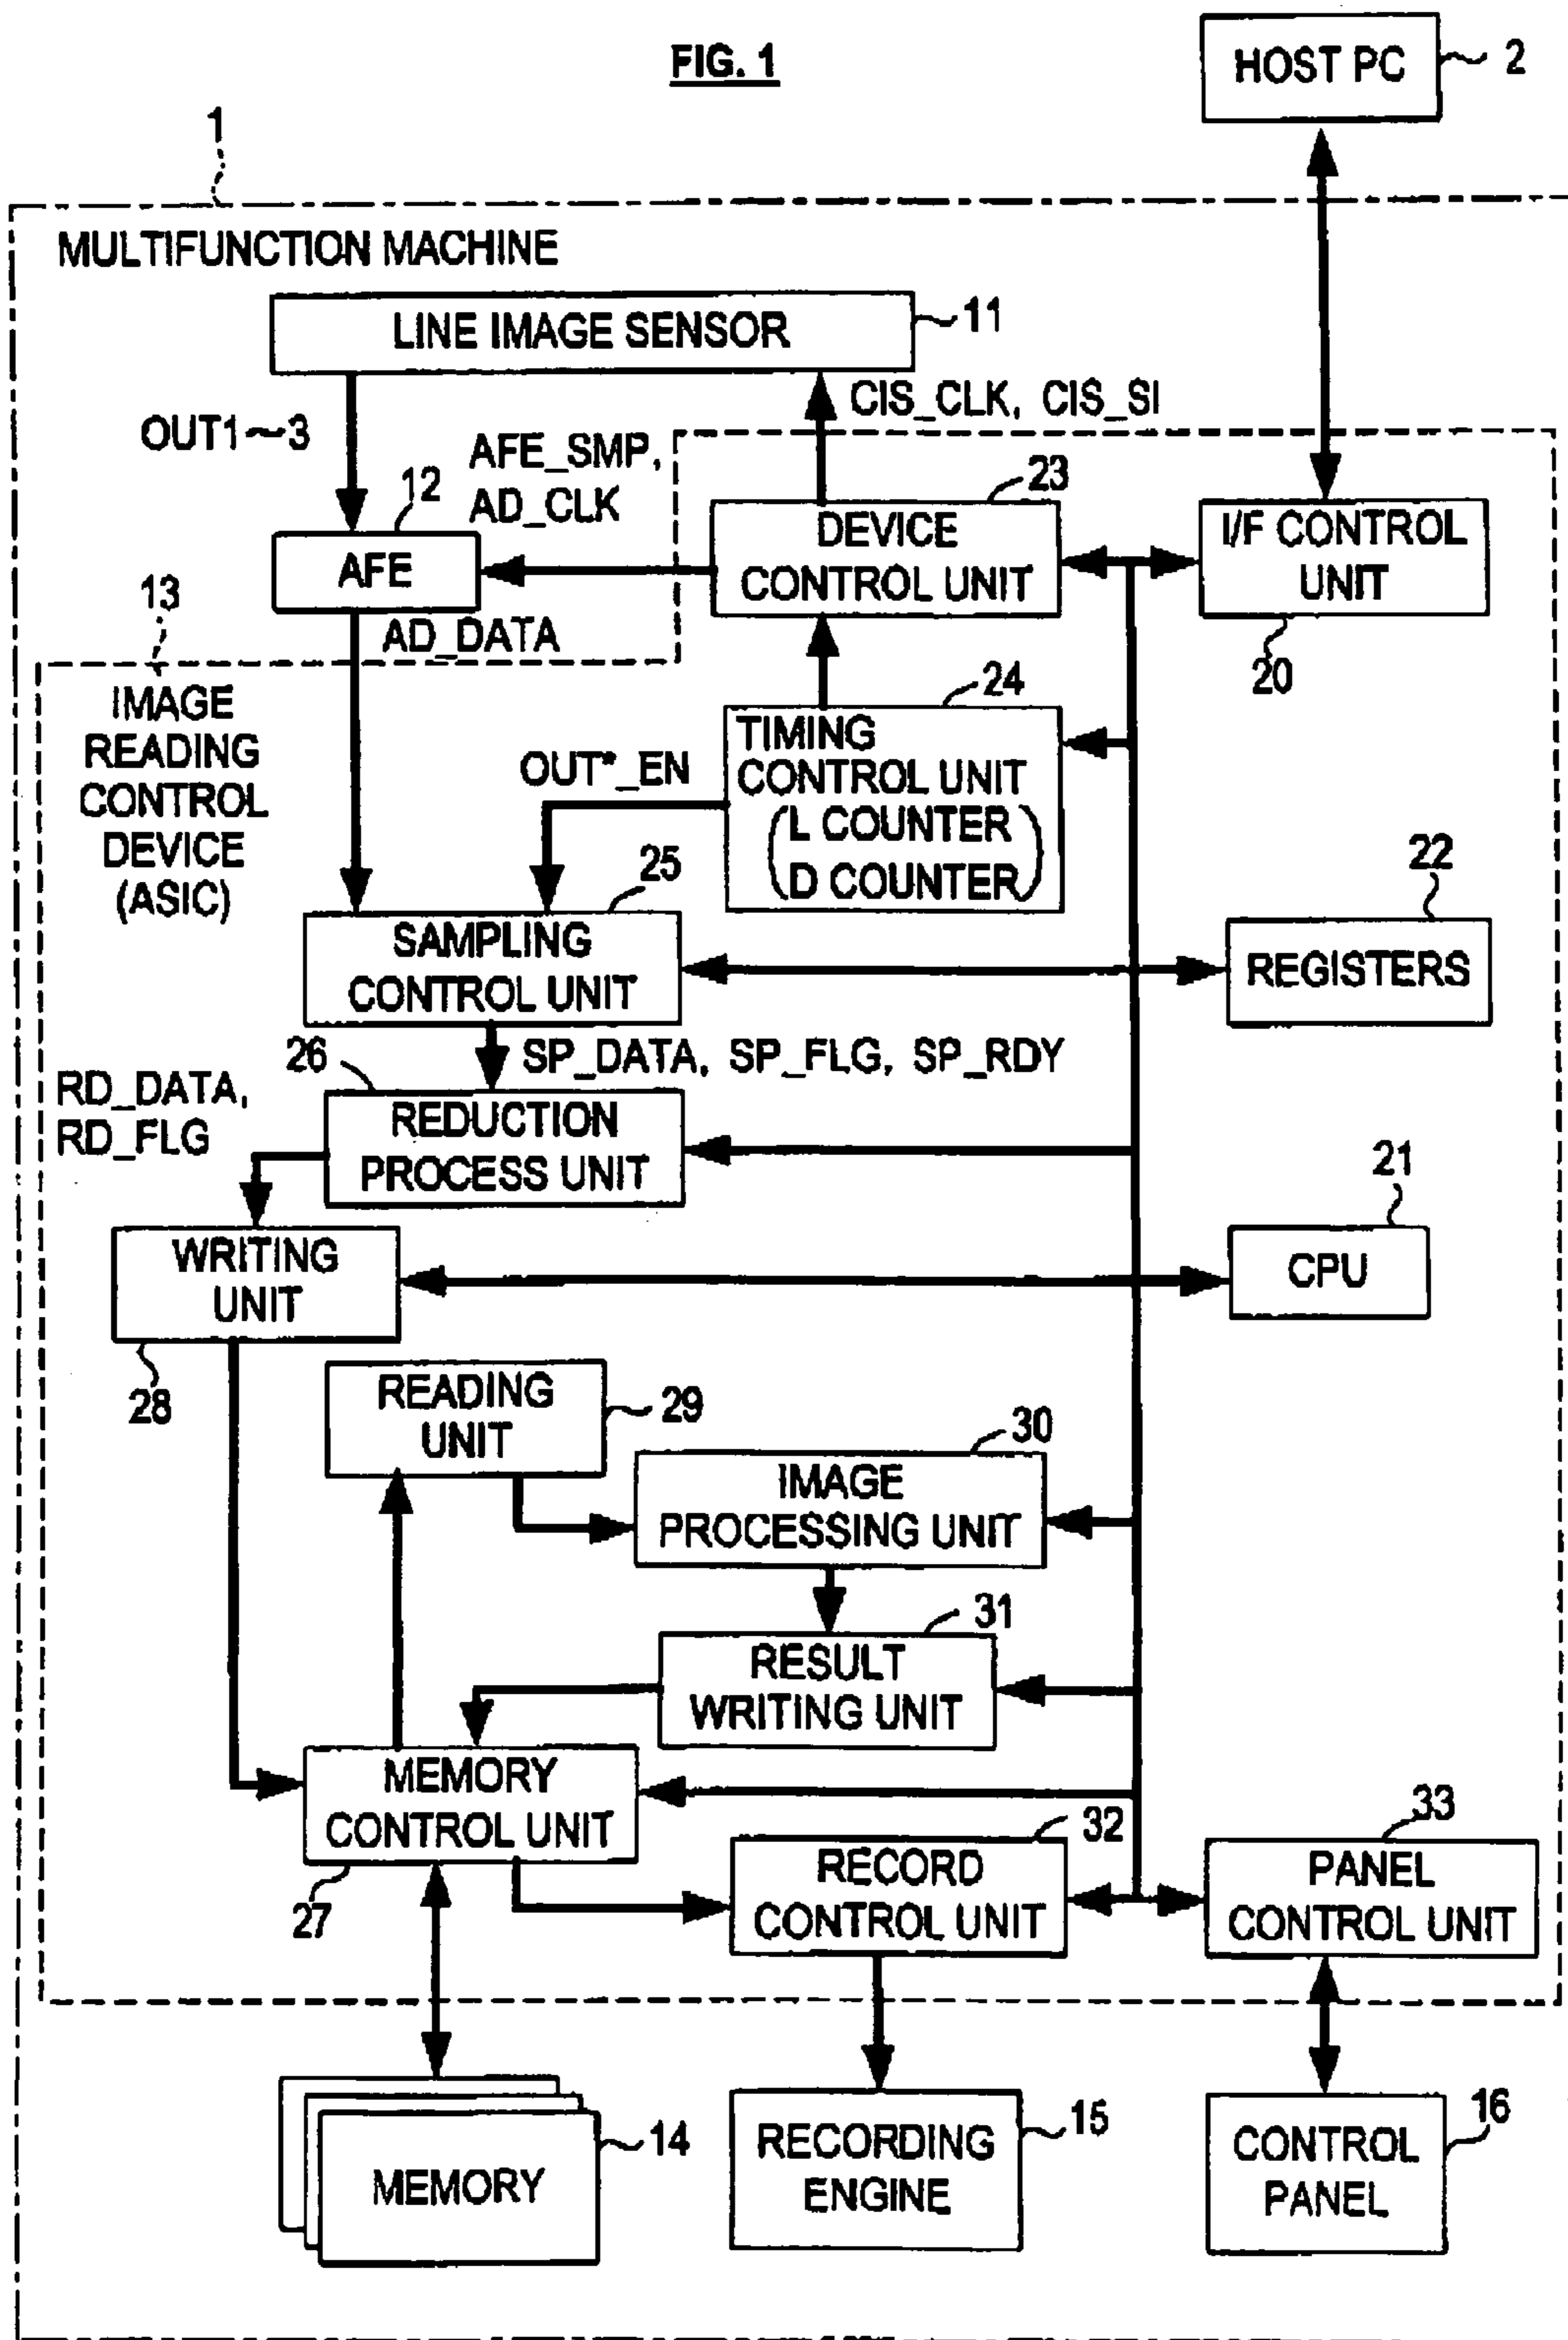 FIG. 1
HOST PC
2
1
MULTIFUNCTION MACHINE
LINE IMAGE SENSOR
11
CIS_CLK, CIS_SI
OUT1~3
AFE_SMP,
AD_CLK
12
AFE
23
DEVICE
CONTROL UNIT
I/F CONTROL
UNIT
20
AD_DATA
13
IMAGE
READING
CONTROL
DEVICE
(ASIC)
24
TIMING
CONTROL UNIT
(L COUNTER
D COUNTER)
OUT*_EN
25
SAMPLING
CONTROL UNIT
22
REGISTERS
SP_DATA, SP_FLG, SP_RDY
26
REDUCTION
PROCESS UNIT
RD_DATA,
RD_FLG
21
CPU
WRITING
UNIT
28
READING
UNIT
29
30
IMAGE
PROCESSING UNIT
31
RESULT
WRITING UNIT
MEMORY
CONTROL UNIT
27
32
RECORD
CONTROL UNIT
33
PANEL
CONTROL UNIT
MEMORY
14
RECORDING
ENGINE
15
CONTROL
PANEL
16